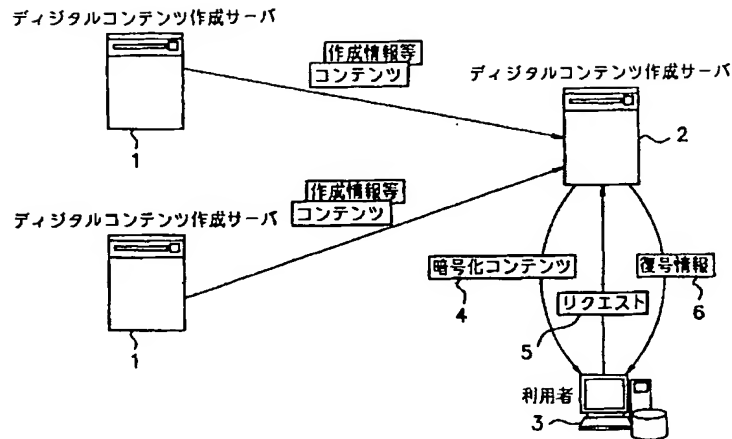 ディジタルコンテンツ作成サーバ
作成情報等
コンテンツ
1
ディジタルコンテンツ作成サーバ
2
作成情報等
コンテンツ
ディジタルコンテンツ作成サーバ
1
暗号化コンテンツ
4
リクエスト
5
復号情報
6
利用者
3